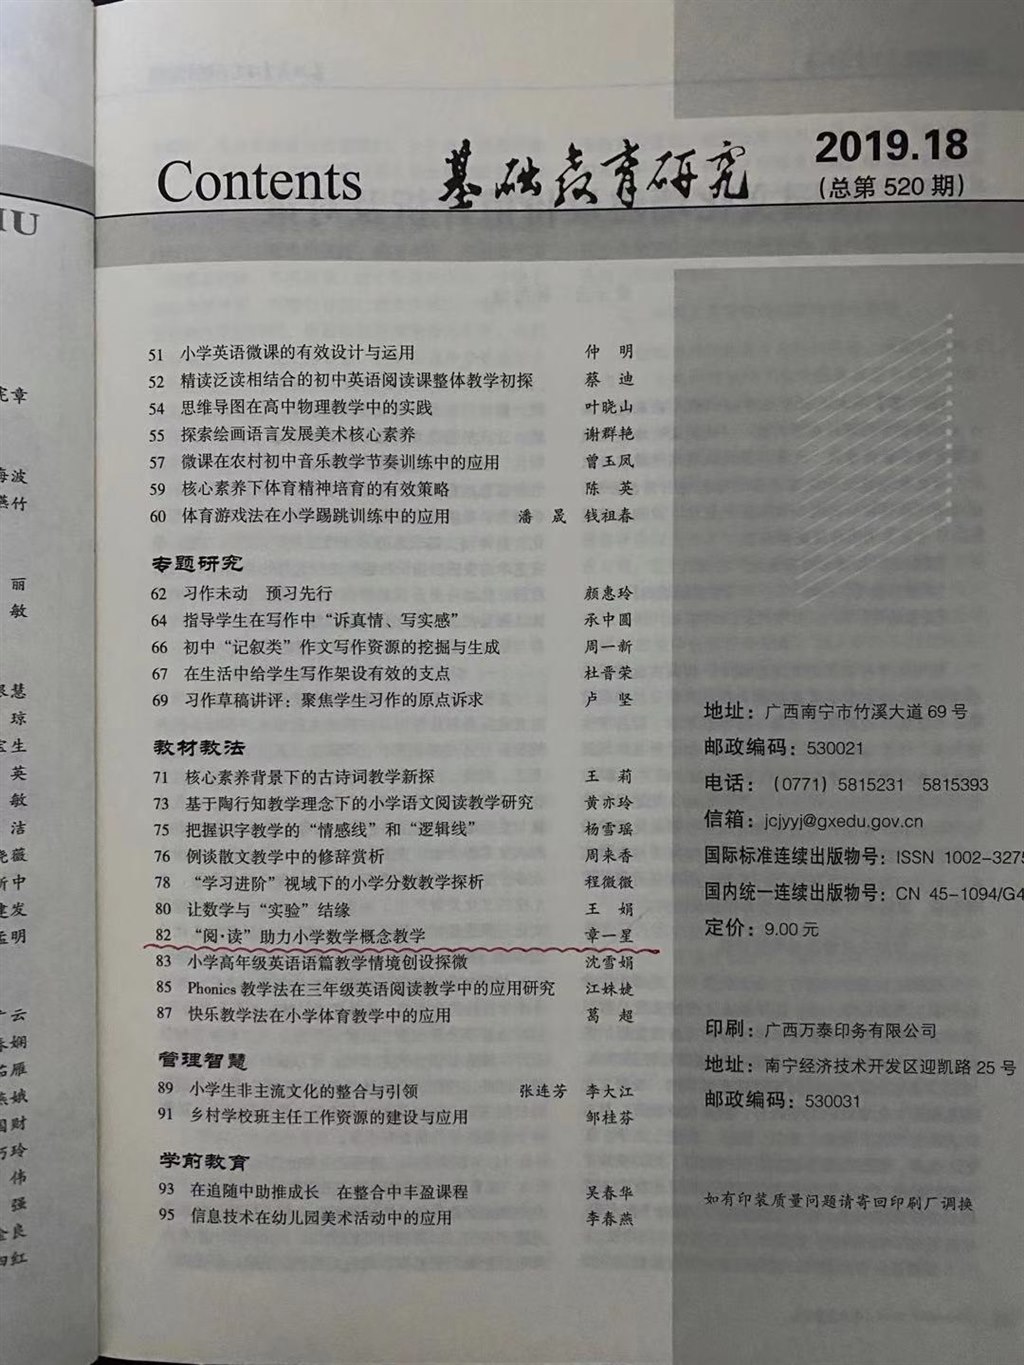 IU
Contents 基础教育研究 2019.18
(总第 520 期)
51 小学英语微课的有效设计与运用 仲 明
52 精读泛读相结合的初中英语阅读课整体教学初探 蔡 迪
54 思维导图在高中物理教学中的实践 叶晓山
55 探索绘画语言发展美术核心素养 谢群艳
57 微课在农村初中音乐教学节奏训练中的应用 曾玉凤
59 核心素养下体育精神培育的有效策略 陈 英
60 体育游戏法在小学踢跳训练中的应用 潘 晟 钱祖春
专题研究
62 习作未动 预习先行 颜惠玲
64 指导学生在写作中“诉真情、写实感” 承中圆
66 初中“记叙类”作文写作资源的挖掘与生成 周一新
67 在生活中给学生写作架设有效的支点 杜晋荣
69 习作草稿讲评：聚焦学生习作的原点诉求 卢 坚
教材教法
71 核心素养背景下的古诗词教学新探 王 莉
73 基于陶行知教学理念下的小学语文阅读教学研究 黄亦玲
75 把握识字教学的“情感线”和“逻辑线” 杨雪瑶
76 例谈散文教学中的修辞赏析 周来香
78 “学习进阶”视域下的小学分数教学探析 程微微
80 让数学与“实验”结缘 王 娟
82 “阅·读”助力小学数学概念教学 章一星
83 小学高年级英语语篇教学情境创设探微 沈雪娟
85 Phonics 教学法在三年级英语阅读教学中的应用研究 江姝婕
87 快乐教学法在小学体育教学中的应用 葛 超
管理智慧
89 小学生非主流文化的整合与引领 张连芳 李大江
91 乡村学校班主任工作资源的建设与应用 邹桂芬
学前教育
93 在追随中助推成长 在整合中丰盈课程 吴春华
95 信息技术在幼儿园美术活动中的应用 李春燕
地址：广西南宁市竹溪大道 69 号
邮政编码：530021
电话：(0771) 5815231 5815393
信箱：jcjyyj@gxedu.gov.cn
国际标准连续出版物号：ISSN 1002-3275
国内统一连续出版物号：CN 45-1094/G4
定价：9.00 元
印刷：广西万泰印务有限公司
地址：南宁经济技术开发区迎凯路 25 号
邮政编码：530031
如有印装质量问题请寄回印刷厂调换
章
波
竹
丽
敏
慧
琼
生
英
敏
洁
薇
中
发
明
云
娴
雁
娥
财
玲
伟
强
良
红